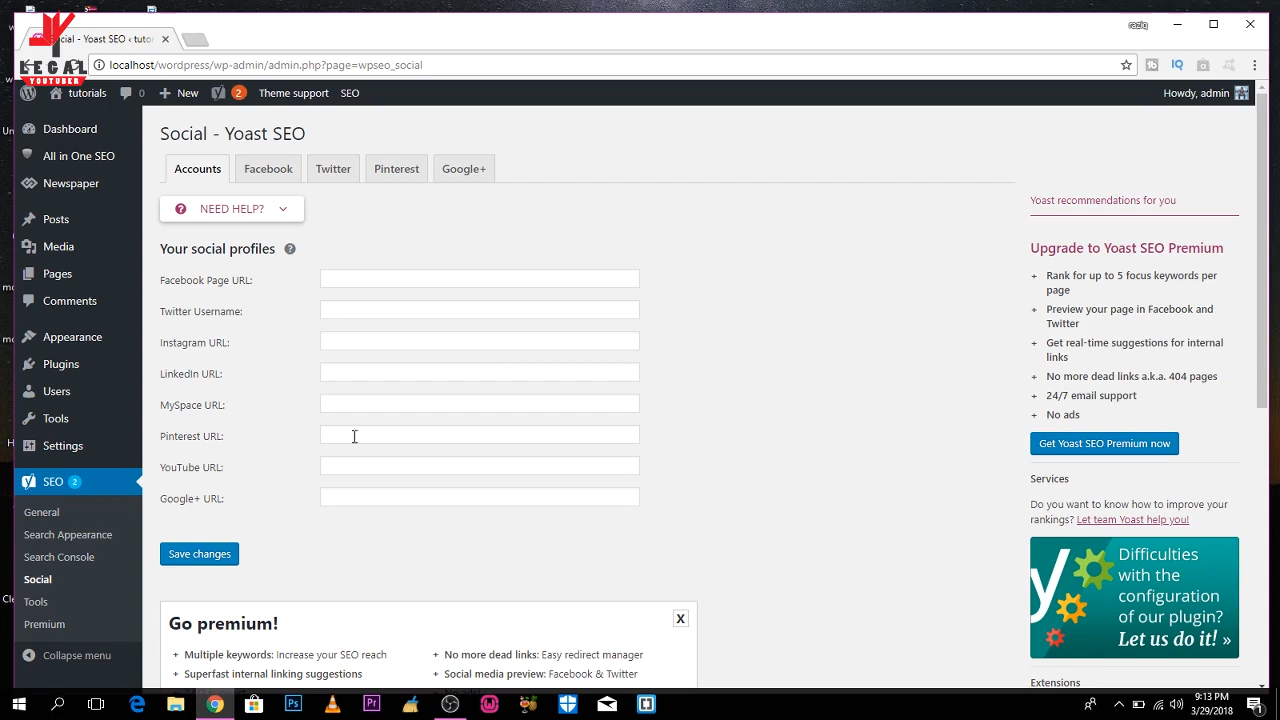 raziq
LEGAL
YOUTUBER
Social - Yoast SEO ‹ tutor
localhost/wordpress/wp-admin/admin.php?page=wpseo_social
tutorials
0
New
2
Theme support
SEO
Howdy, admin
Dashboard
All in One SEO
Newspaper
Posts
Media
Pages
Comments
Appearance
Plugins
Users
Tools
Settings
SEO 2
General
Search Appearance
Search Console
Social
Tools
Premium
Collapse menu
Social - Yoast SEO
Accounts
Facebook
Twitter
Pinterest
Google+
NEED HELP?
Your social profiles
Facebook Page URL:
Twitter Username:
Instagram URL:
LinkedIn URL:
MySpace URL:
Pinterest URL:
YouTube URL:
Google+ URL:
Save changes
Go premium!
X
+ Multiple keywords: Increase your SEO reach
+ No more dead links: Easy redirect manager
+ Superfast internal linking suggestions
+ Social media preview: Facebook & Twitter
Yoast recommendations for you
Upgrade to Yoast SEO Premium
+ Rank for up to 5 focus keywords per
page
+ Preview your page in Facebook and
Twitter
+ Get real-time suggestions for internal
links
+ No more dead links a.k.a. 404 pages
+ 24/7 email support
+ No ads
Get Yoast SEO Premium now
Services
Do you want to know how to improve your
rankings? Let team Yoast help you!
Difficulties
with the
configuration
of our plugin?
Let us do it! »
Extensions
9:13 PM
3/29/2018